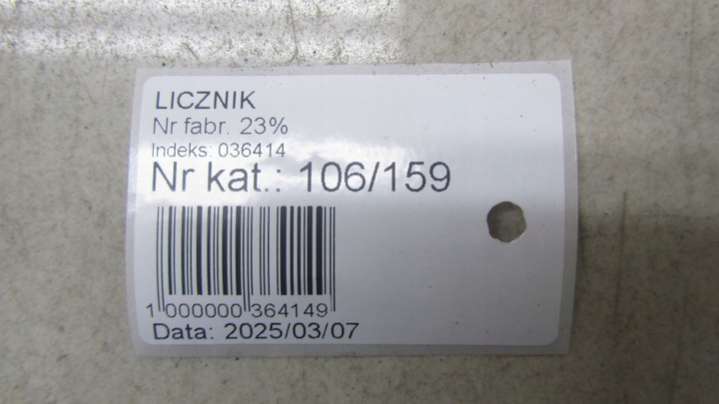 LICZNIK
Nr fabr. 23%
Indeks: 036414
Nr kat.: 106/159
1 000000 364149
Data: 2025/03/07